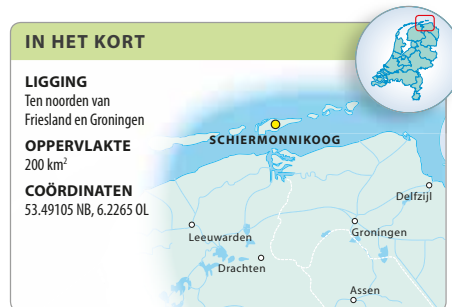 IN HET KORT
LIGGING
Ten noorden van
Friesland en Groningen
OPPERVLAKTE
200 km²
COÖRDINATEN
53.49105 NB, 6.2265 OL
SCHIERMONNIKOOG
Delfzijl
Groningen
Leeuwarden
Drachten
Assen